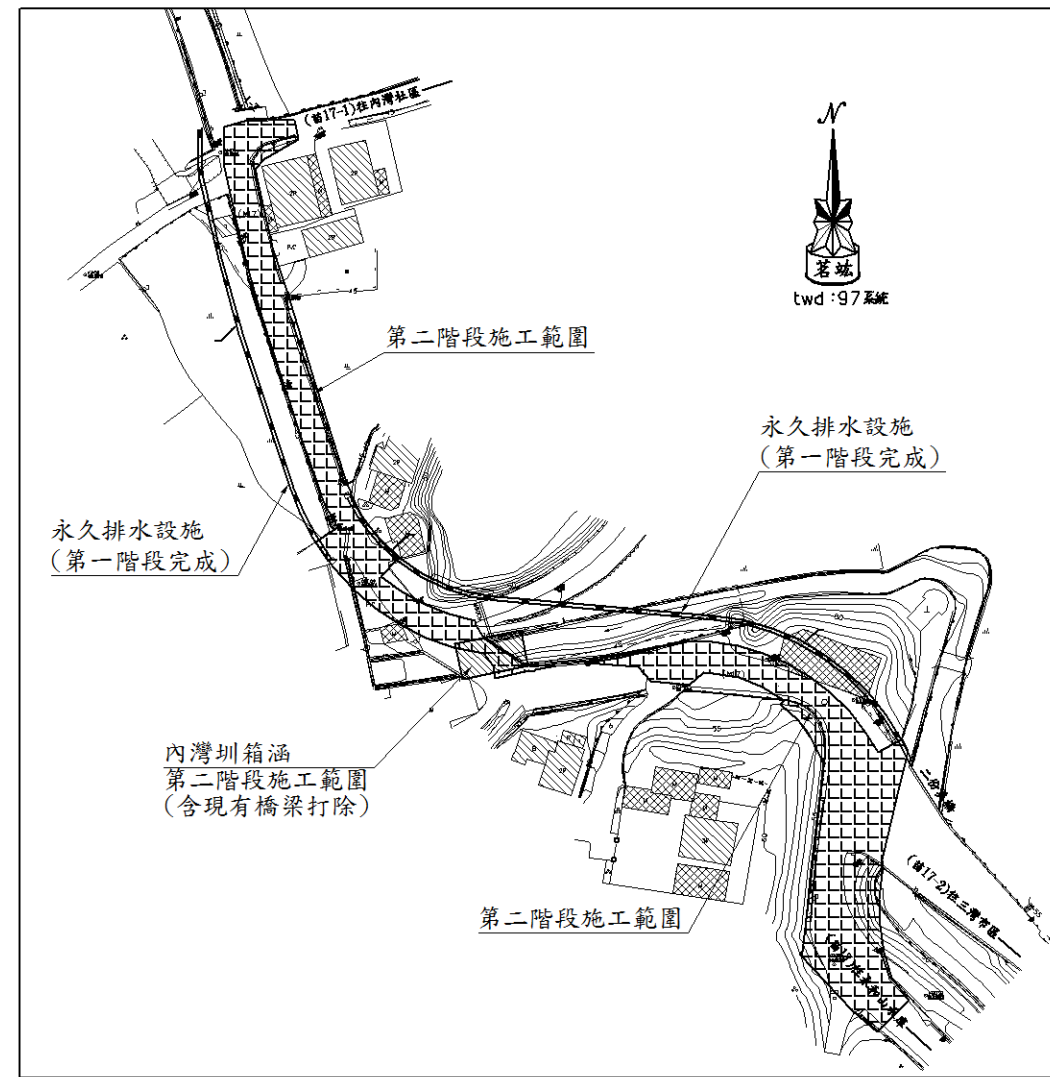 (苗17-1)往內灣社區
N
茗竑
twd :97系統
第二階段施工範圍
永久排水設施
(第一階段完成)
永久排水設施
(第一階段完成)
內灣圳箱涵
第二階段施工範圍
(含現有橋梁打除)
第二階段施工範圍
(苗17-2)往三灣市區